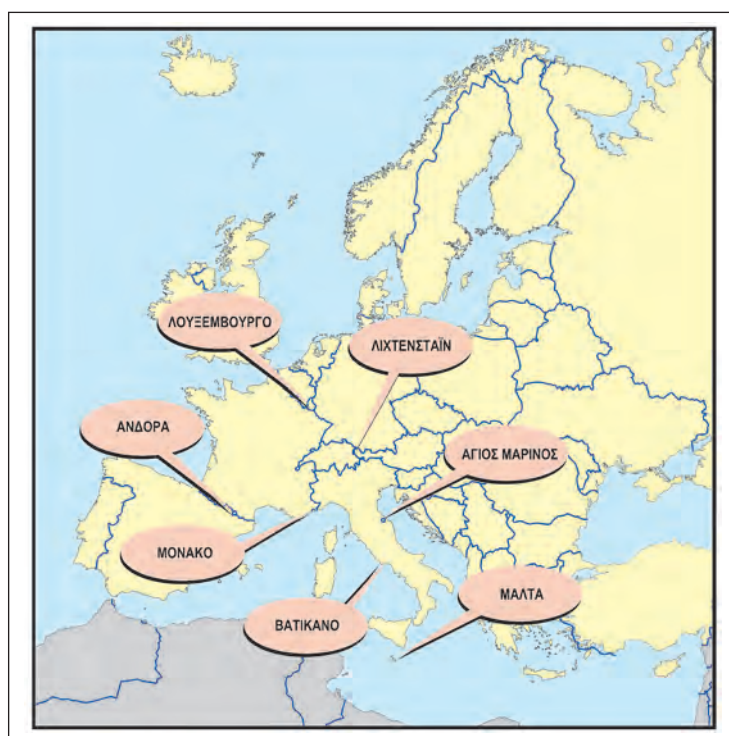 ΛΟΥΞΕΜΒΟΥΡΓΟ
ΛΙΧΤΕΝΣΤΑΪΝ
ΑΝΔΟΡΑ
ΑΓΙΟΣ ΜΑΡΙΝΟΣ
ΜΟΝΑΚΟ
ΜΑΛΤΑ
ΒΑΤΙΚΑΝΟ